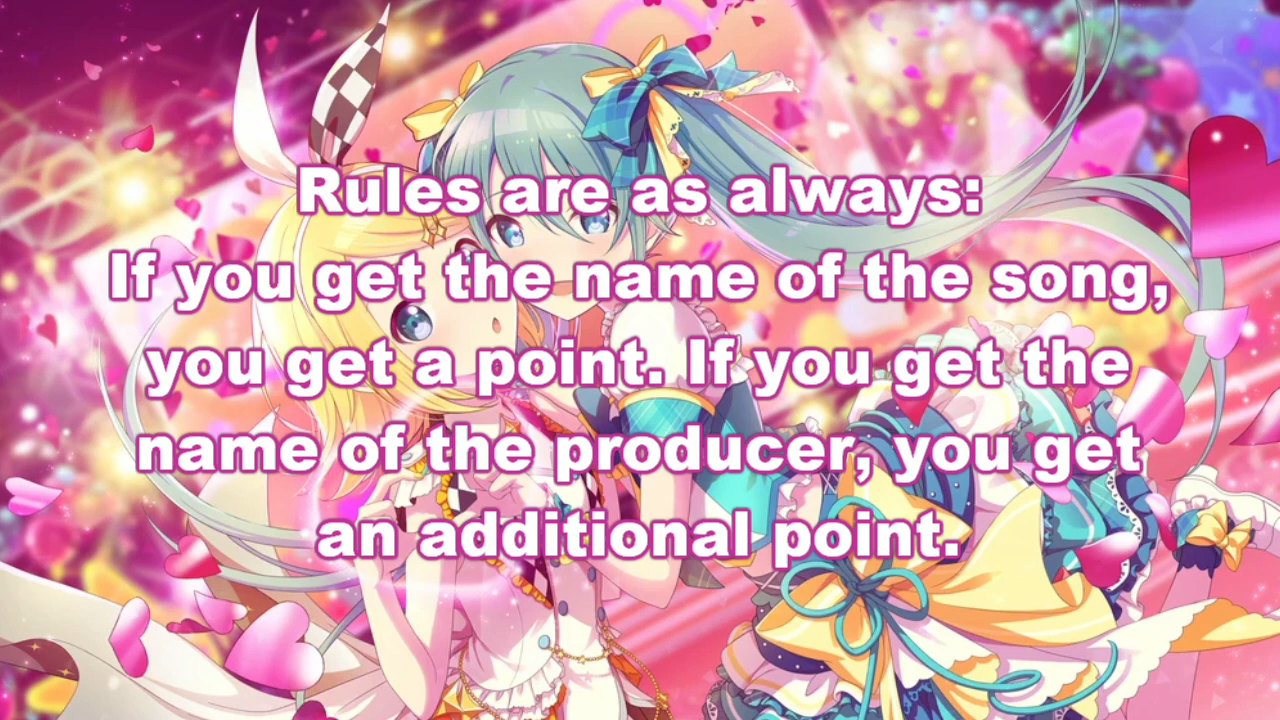 Rules are as always:
If you get the name of the song,
you get a point. If you get the
name of the producer, you get
an additional point.